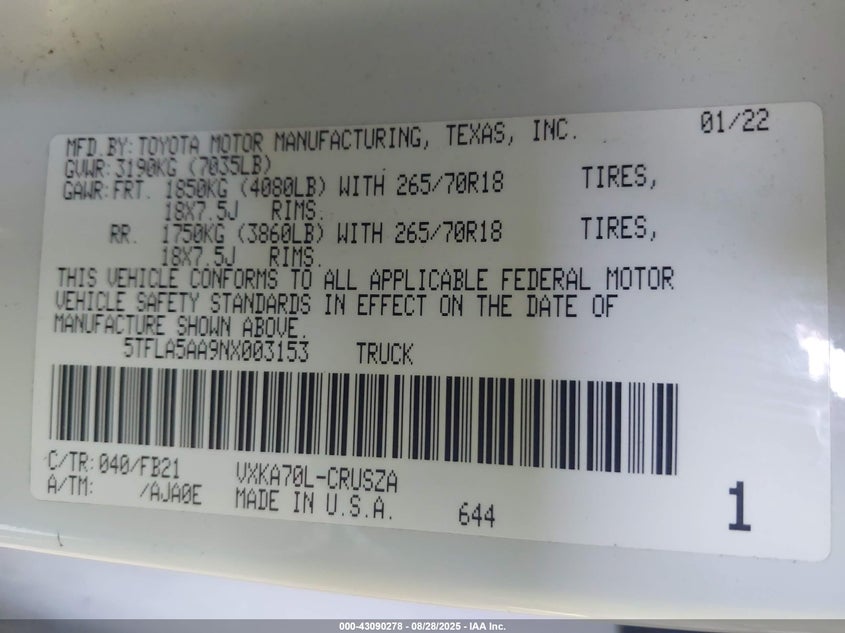 MFD.BY: TOYOTA MOTOR MANUFACTURING, TEXAS, INC. 01/22
GVWR: 3190KG (7035LB)
GAWR: FRT. 1850KG (4080LB) WITH 265/70R18 TIRES,
18X7.5J RIMS.
RR. 1750KG (3860LB) WITH 265/70R18 TIRES,
18X7.5J RIMS.
THIS VEHICLE CONFORMS TO ALL APPLICABLE FEDERAL MOTOR
VEHICLE SAFETY STANDARDS IN EFFECT ON THE DATE OF
MANUFACTURE SHOWN ABOVE.
5TFLA5AA9NX003153 TRUCK
C/TR: 040/FB21 VXKA70L-CRUSZA
A/TM: /AJA0E MADE IN U.S.A. 644 1
000-43090278 - 08/28/2025 - IAA Inc.